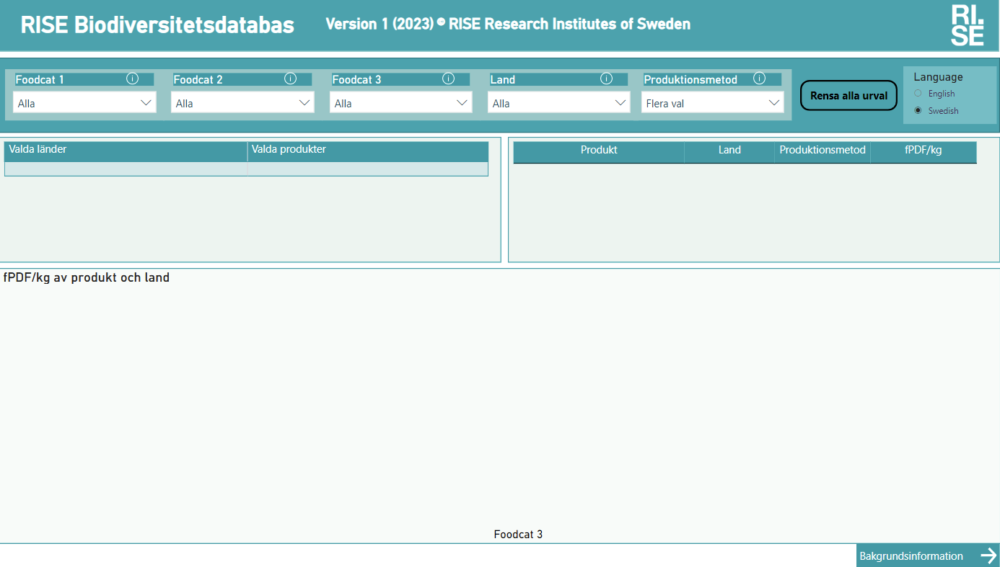 RISE Biodiversitetsdatabas Version 1 (2023) © RISE Research Institutes of Sweden
RI.
SE
Foodcat 1 Foodcat 2 Foodcat 3 Land Produktionsmetod
Alla Alla Alla Alla Flera val
Rensa alla urval
Language
English
Swedish
Valda länder Valda produkter
Produkt Land Produktionsmetod fPDF/kg
fPDF/kg av produkt och land
Foodcat 3
Bakgrundsinformation